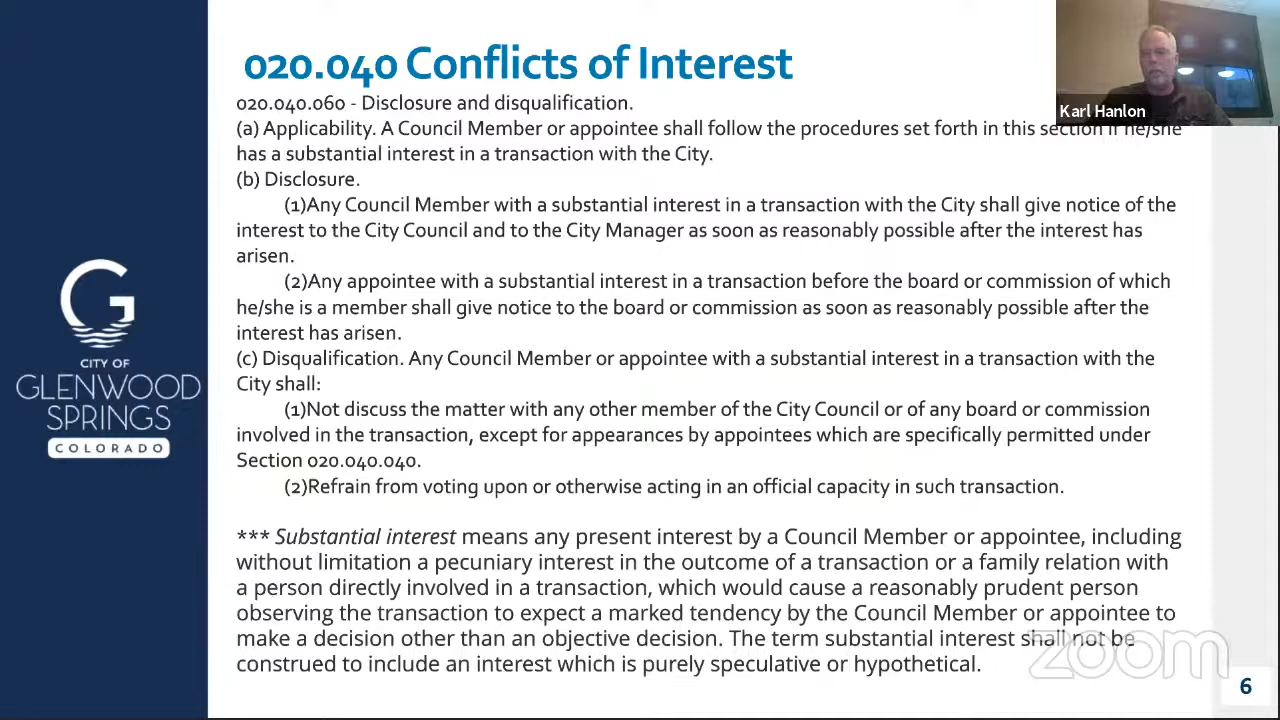 020.040 Conflicts of Interest
020.040.060 - Disclosure and disqualification.
(a) Applicability. A Council Member or appointee shall follow the procedures set forth in this section if he/she
has a substantial interest in a transaction with the City.
(b) Disclosure.
(1)Any Council Member with a substantial interest in a transaction with the City shall give notice of the
interest to the City Council and to the City Manager as soon as reasonably possible after the interest has
arisen.
(2)Any appointee with a substantial interest in a transaction before the board or commission of which
he/she is a member shall give notice to the board or commission as soon as reasonably possible after the
interest has arisen.
(c) Disqualification. Any Council Member or appointee with a substantial interest in a transaction with the
City shall:
(1)Not discuss the matter with any other member of the City Council or of any board or commission
involved in the transaction, except for appearances by appointees which are specifically permitted under
Section 020.040.040.
(2)Refrain from voting upon or otherwise acting in an official capacity in such transaction.
*** Substantial interest means any present interest by a Council Member or appointee, including
without limitation a pecuniary interest in the outcome of a transaction or a family relation with
a person directly involved in a transaction, which would cause a reasonably prudent person
observing the transaction to expect a marked tendency by the Council Member or appointee to
make a decision other than an objective decision. The term substantial interest shall not be
construed to include an interest which is purely speculative or hypothetical.
Karl Hanlon
G
CITY OF
GLENWOOD
SPRINGS
COLORADO
zoom
6